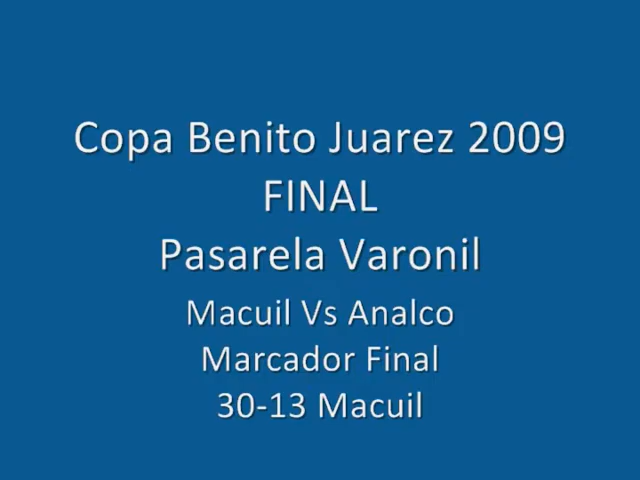 Copa Benito Juarez 2009
FINAL
Pasarela Varonil
Macuil Vs Analco
Marcador Final
30-13 Macuil